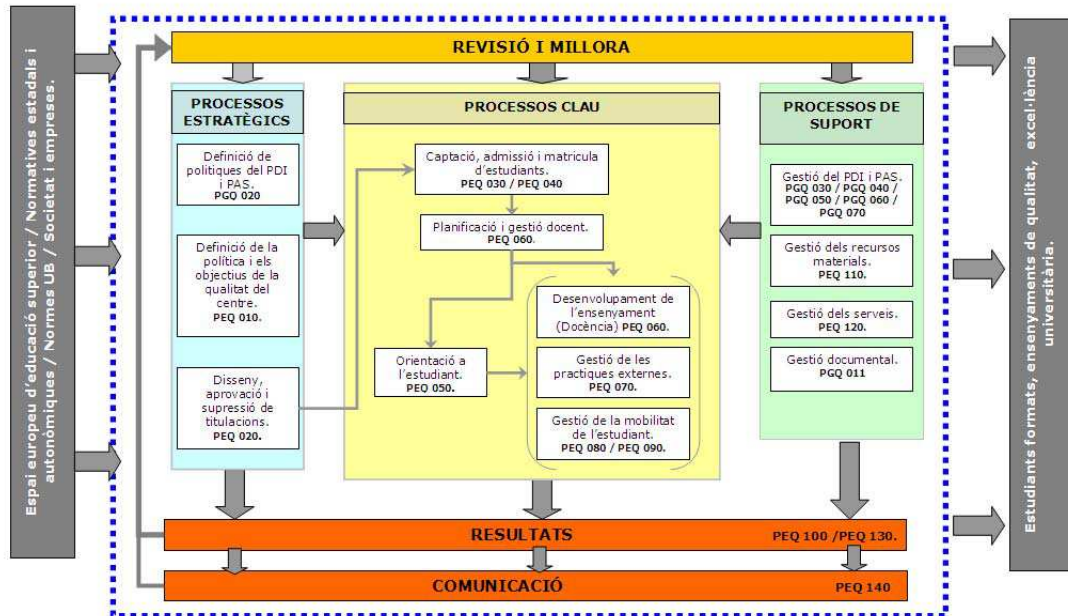 Espai europeu d'educació superior / Normatives estadals i
autonòmiques / Normes UB / Societat i empreses.
REVISIÓ I MILLORA
PROCESSOS
ESTRATÈGICS
Definició de
politiques del PDI
i PAS.
PGQ 020
Definició de la
política i els
objectius de la
qualitat del
centre.
PEQ 010.
Disseny,
aprovació i
supressió de
titulacions.
PEQ 020.
PROCESSOS CLAU
Captació, admissió i matricula
d'estudiants.
PEQ 030 / PEQ 040
Planificació i gestió docent.
PEQ 060.
Desenvolupament de
l'ensenyament
(Docència) PEQ 060.
Orientació a
l'estudiant.
PEQ 050.
Gestió de les
practiques externes.
PEQ 070.
Gestió de la mobilitat
de l'estudiant.
PEQ 080 / PEQ 090.
PROCESSOS DE
SUPORT
Gestió del PDI i PAS.
PGQ 030 / PGQ 040 /
PGQ 050 / PGQ 060 /
PGQ 070
Gestió dels recursos
materials.
PEQ 110.
Gestió dels serveis.
PEQ 120.
Gestió documental.
PGQ 011
RESULTATS
PEQ 100 /PEQ 130.
COMUNICACIÓ
PEQ 140
Estudiants formats, ensenyaments de qualitat, excel·lència
universitària.